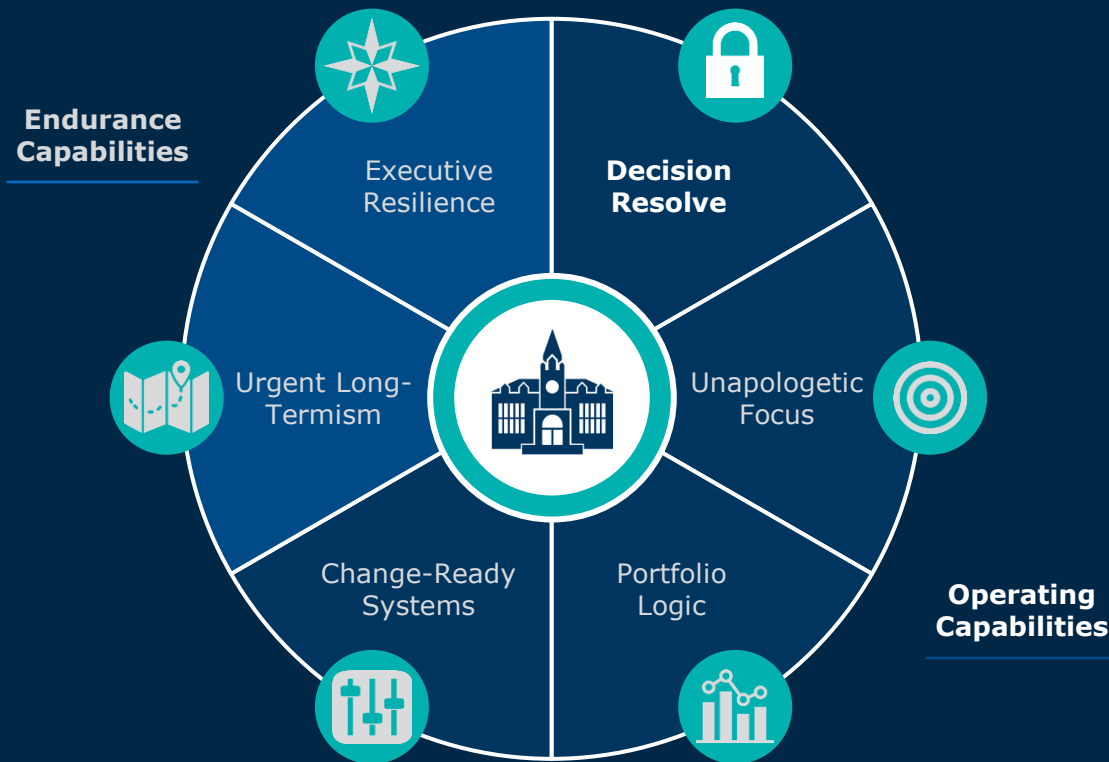 Endurance
Capabilities
Executive
Resilience
Decision
Resolve
Urgent Long-
Termism
Unapologetic
Focus
Change-Ready
Systems
Portfolio
Logic
Operating
Capabilities